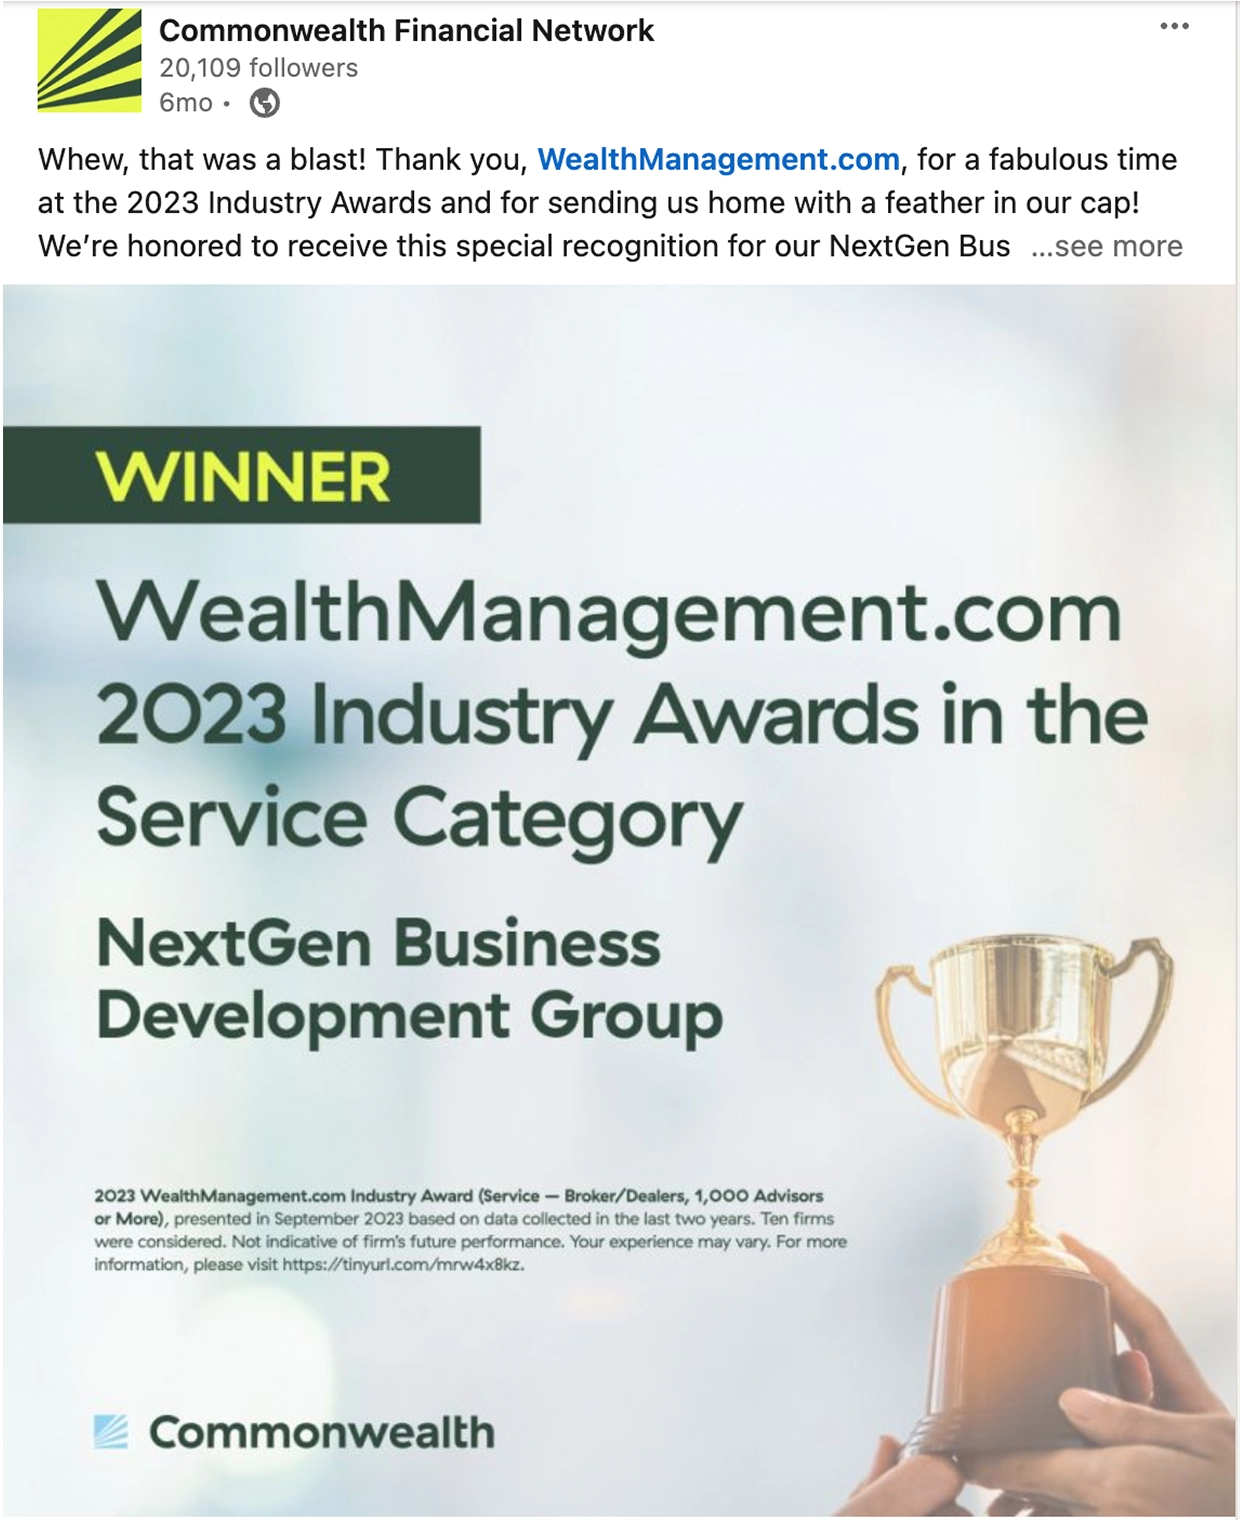 Commonwealth Financial Network
20,109 followers
6mo •
Whew, that was a blast! Thank you, WealthManagement.com, for a fabulous time
at the 2023 Industry Awards and for sending us home with a feather in our cap!
We’re honored to receive this special recognition for our NextGen Bus ...see more
WINNER
WealthManagement.com
2023 Industry Awards in the
Service Category
NextGen Business
Development Group
2023 WealthManagement.com Industry Award (Service — Broker/Dealers, 1,000 Advisors
or More), presented in September 2023 based on data collected in the last two years. Ten firms
were considered. Not indicative of firm's future performance. Your experience may vary. For more
information, please visit https://tinyurl.com/mrw4x8kz.
Commonwealth